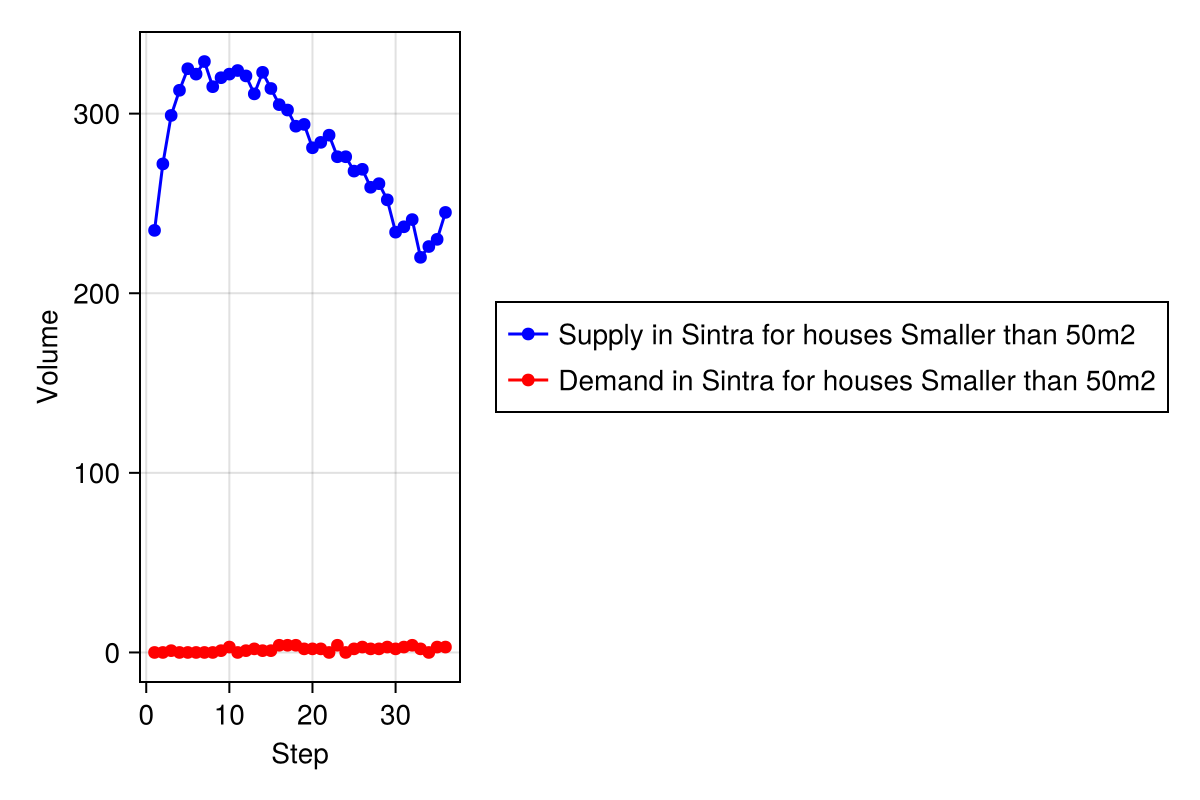 300
200
100
0
Volume
0 10 20 30
Step
Supply in Sintra for houses Smaller than 50m2
Demand in Sintra for houses Smaller than 50m2